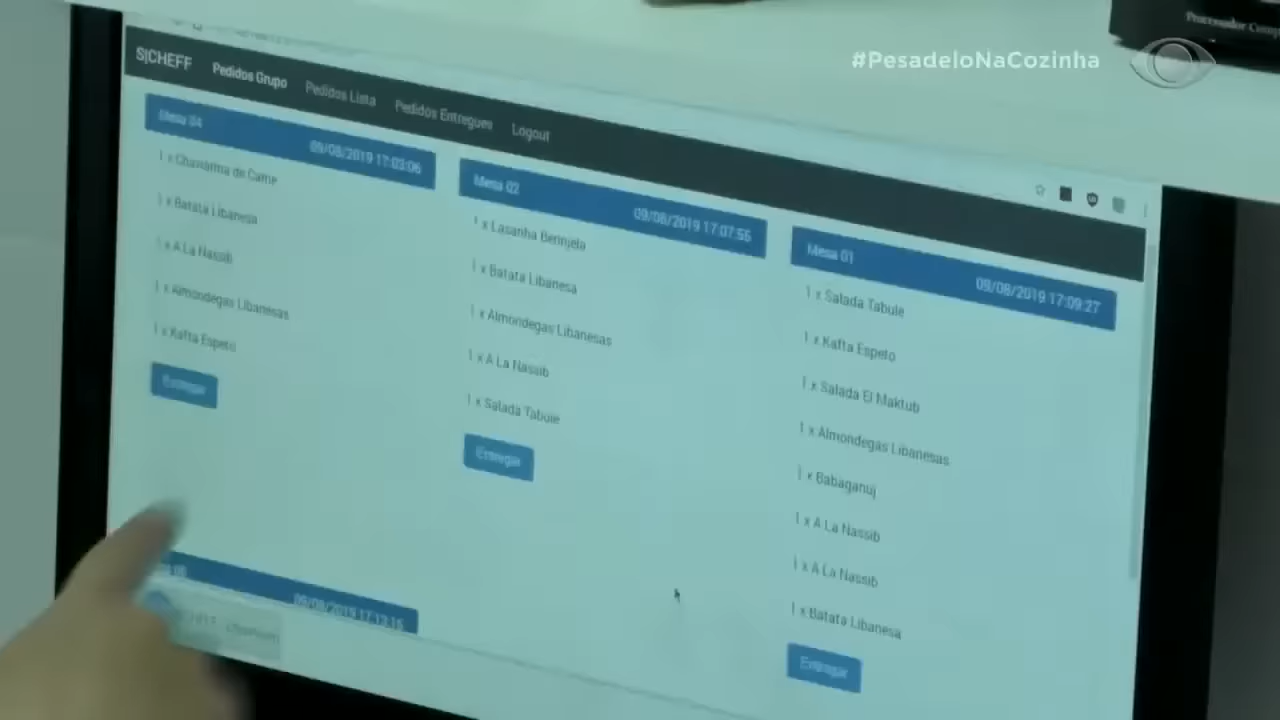 #PesadeloNaCozinha
S|CHEFF Pedidos Grupo Pedidos Lista Pedidos Entregues Logout
Mesa 04 09/08/2019 17:03:06
1 x Chawarma de Carne
1 x Batata Libanesa
1 x A La Nassib
1 x Almondegas Libanesas
1 x Kafta Espeto
Entregar
Mesa 02 09/08/2019 17:07:56
1 x Lasanha Berinjela
1 x Batata Libanesa
1 x Almondegas Libanesas
1 x A La Nassib
1 x Salada Tabule
Entregar
Mesa 01 09/08/2019 17:09:27
1 x Salada Tabule
1 x Kafta Espeto
1 x Salada El Maktub
1 x Almondegas Libanesas
1 x Babaganuj
1 x A La Nassib
1 x A La Nassib
1 x Batata Libanesa
Entregar
09/08/2019 17:13:16